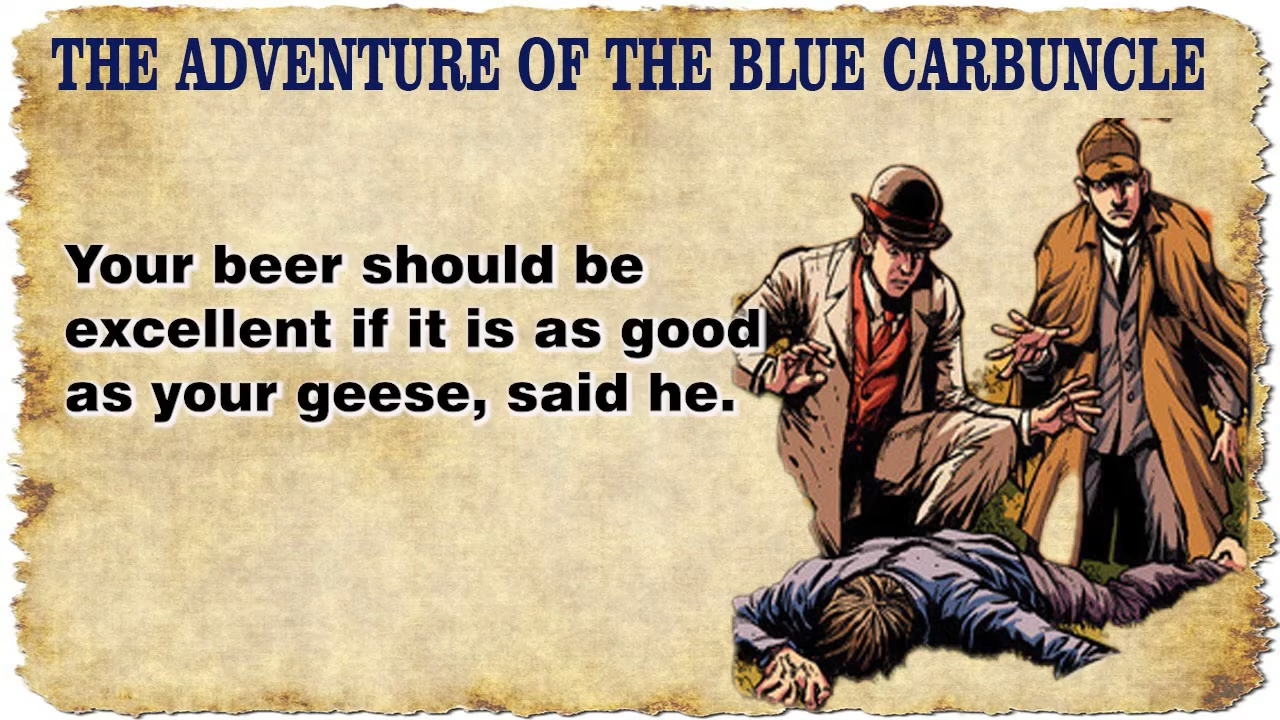 THE ADVENTURE OF THE BLUE CARBUNCLE
Your beer should be
excellent if it is as good
as your geese, said he.